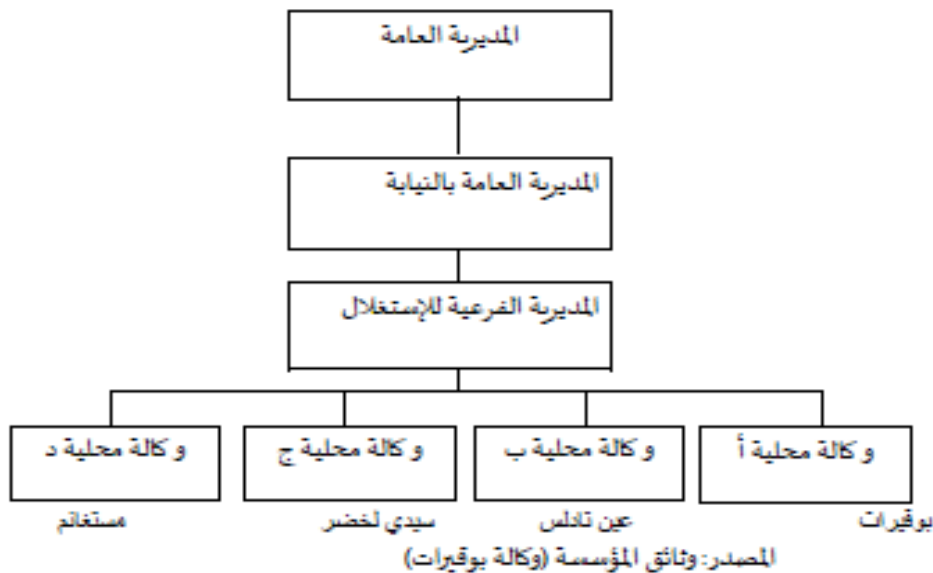 المديرية العامة
المديرية العامة بالنيابة
المديرية الفرعية للإستغلال
وكالة محلية أ
وكالة محلية ب
وكالة محلية ج
وكالة محلية د
بوقيرات
عين تادلس
سيدي لخضر
مستغانم
المصدر: وثائق المؤسسة (وكالة بوقيرات)